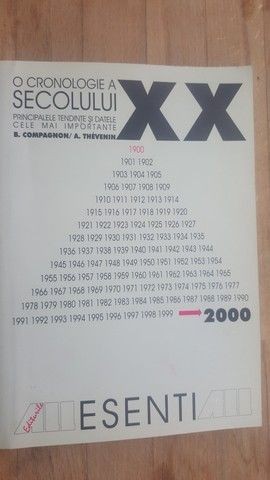 O CRONOLOGIE A
SECOLULUI
XX
PRINCIPALELE TENDINTE ŞI DATELE
CELE MAI IMPORTANTE
B. COMPAGNON/ A. THÉVENIN
1900
1901 1902
1903 1904 1905
1906 1907 1908 1909
1910 1911 1912 1913 1914
1915 1916 1917 1918 1919 1920
1921 1922 1923 1924 1925 1926 1927
1928 1929 1930 1931 1932 1933 1934 1935
1936 1937 1938 1939 1940 1941 1942 1943 1944
1945 1946 1947 1948 1949 1950 1951 1952 1953 1954
1955 1956 1957 1958 1959 1960 1961 1962 1963 1964 1965
1966 1967 1968 1969 1970 1971 1972 1973 1974 1975 1976 1977
1978 1979 1980 1981 1982 1983 1984 1985 1986 1987 1988 1989 1990
1991 1992 1993 1994 1995 1996 1997 1998 1999 2000
Editurile
ALL ESENTIALL